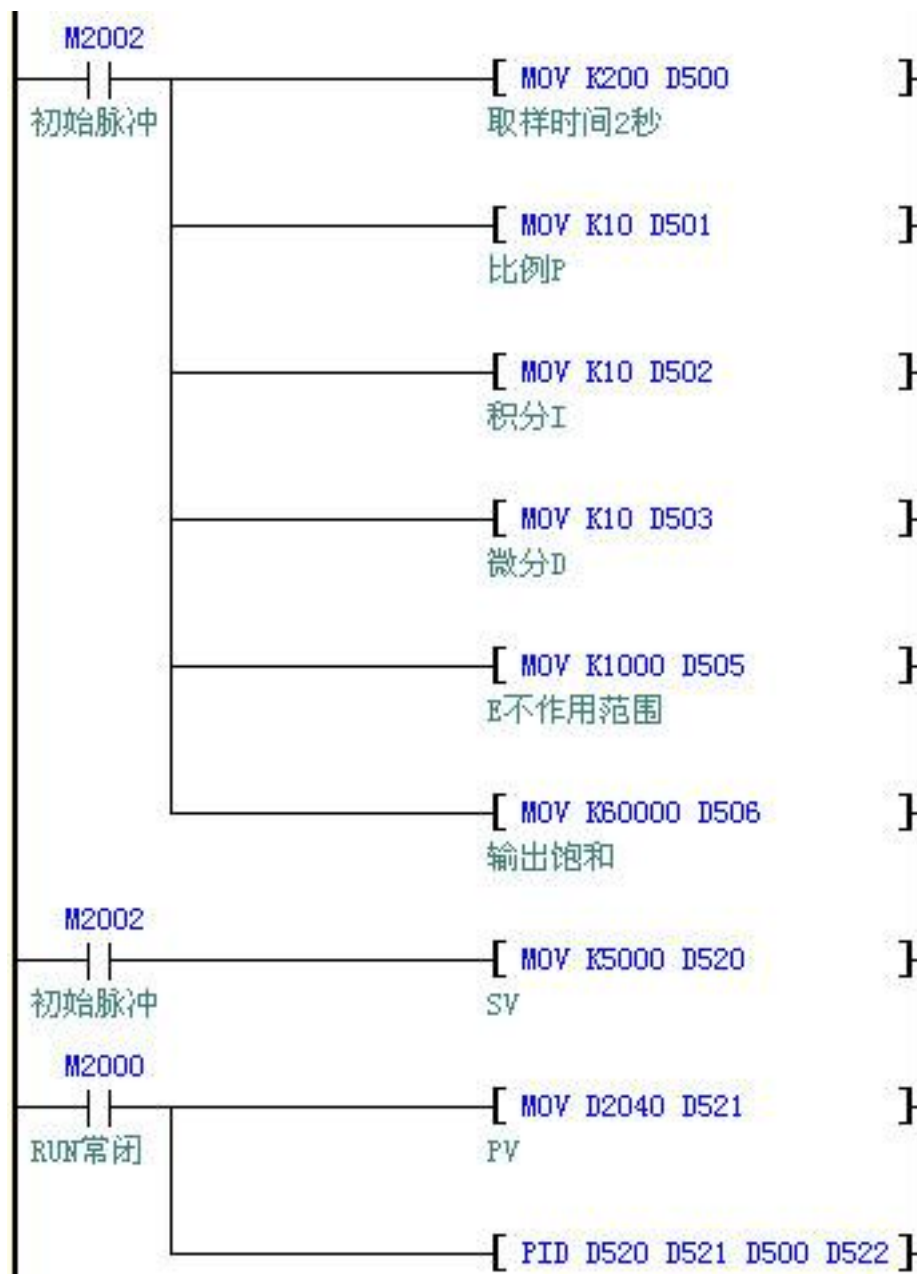 M2002
[ MOV K200 D500 ]
初始脉冲
取样时间2秒
[ MOV K10 D501 ]
比例P
[ MOV K10 D502 ]
积分I
[ MOV K10 D503 ]
微分D
[ MOV K1000 D505 ]
E不作用范围
[ MOV K60000 D506 ]
输出饱和
M2002
[ MOV K5000 D520 ]
初始脉冲
SV
M2000
[ MOV D2040 D521 ]
RUN常闭
PV
[ PID D520 D521 D500 D522 ]